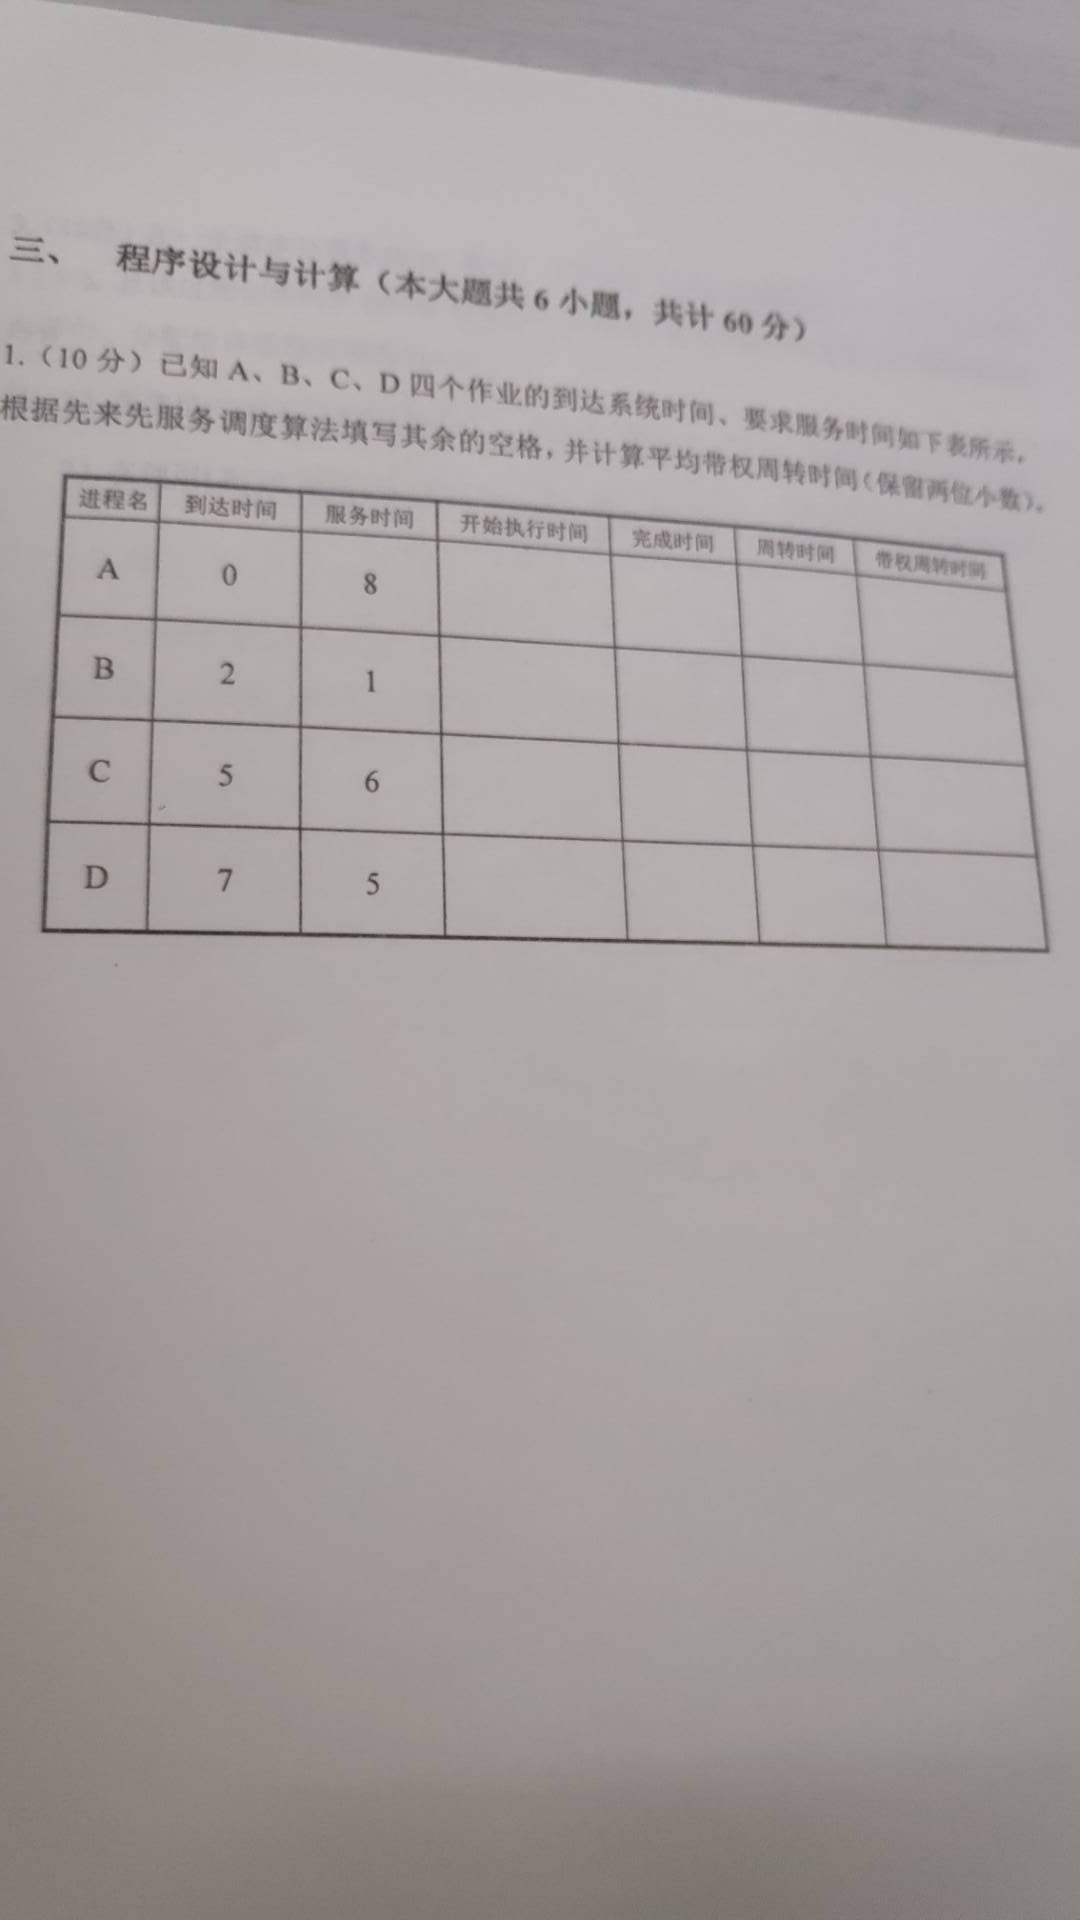 三、 程序设计与计算（本大题共 6 小题，共计 60 分）
1.（10 分）已知 A、B、C、D 四个作业的到达系统时间、要求服务时间如下表所示，
根据先来先服务调度算法填写其余的空格，并计算平均带权周转时间（保留两位小数）。
进程名 到达时间 服务时间 开始执行时间 完成时间 周转时间 带权周转时间
A 0 8
B 2 1
C 5 6
D 7 5